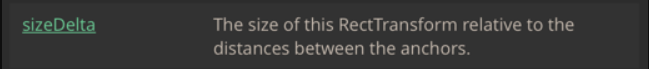 sizeDelta The size of this RectTransform relative to the
distances between the anchors.